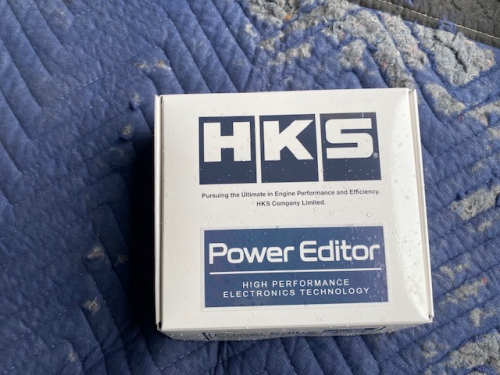 HKS®
Pursuing the Ultimate in Engine Performance and Efficiency.
HKS Company Limited.
Power Editor
HIGH PERFORMANCE
ELECTRONICS TECHNOLOGY